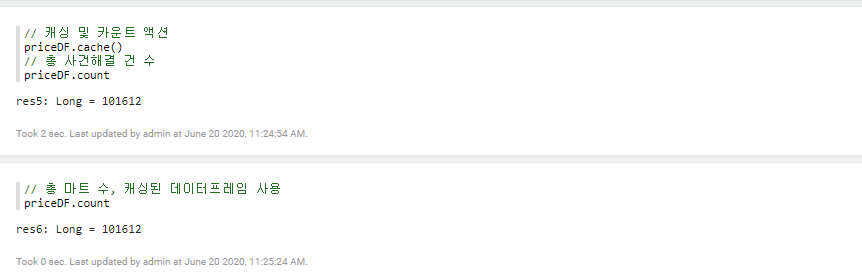 // 캐싱 및 카운트 액션
priceDF.cache()
// 총 사건해결 건 수
priceDF.count
res5: Long = 101612
Took 2 sec. Last updated by admin at June 20 2020, 11:24:54 AM.
// 총 마트 수, 캐싱된 데이터프레임 사용
priceDF.count
res6: Long = 101612
Took 0 sec. Last updated by admin at June 20 2020, 11:25:24 AM.